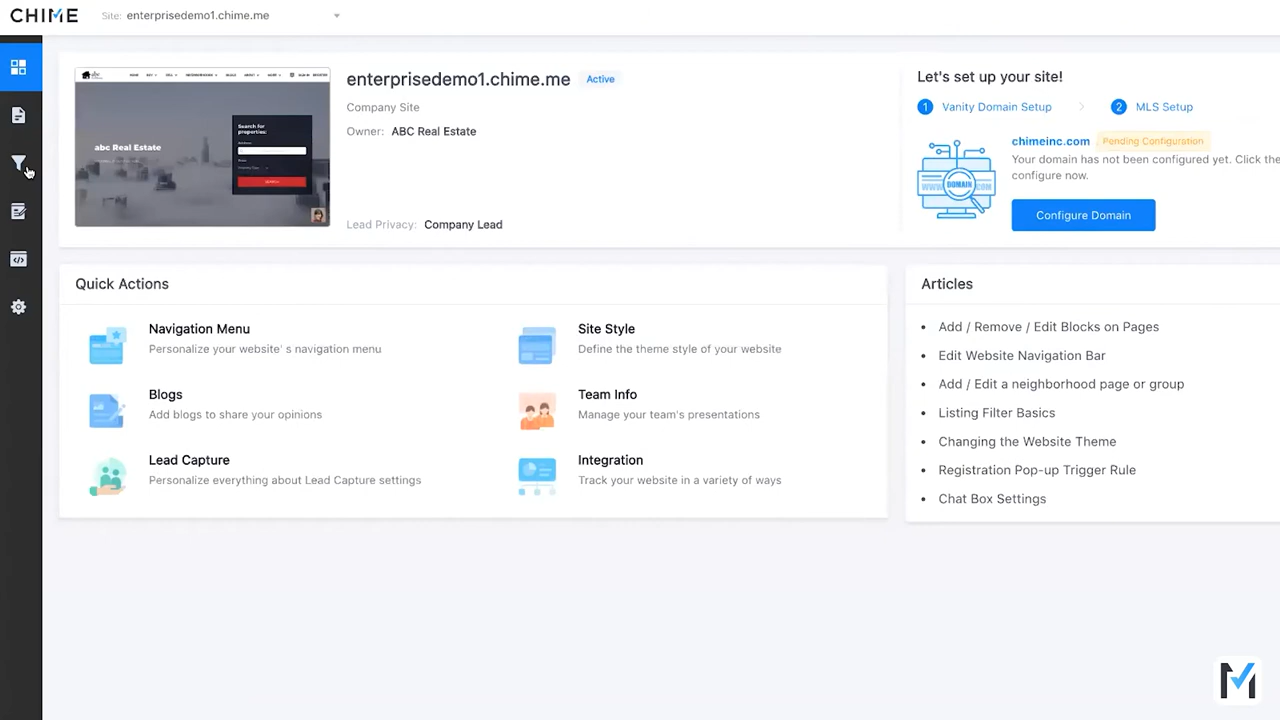 CHIME
Site: enterprisedemo1.chime.me
abc Real Estate
Search for
properties:
SEARCH
WWW.
DOMAIN
enterprisedemo1.chime.me Active
Company Site
Owner: ABC Real Estate
Lead Privacy: Company Lead
Let's set up your site!
1 Vanity Domain Setup
2 MLS Setup
chimeinc.com Pending Configuration
Your domain has not been configured yet. Click the
configure now.
Configure Domain
Quick Actions
Navigation Menu
Personalize your website' s navigation menu
Site Style
Define the theme style of your website
Blogs
Add blogs to share your opinions
Team Info
Manage your team's presentations
Lead Capture
Personalize everything about Lead Capture settings
Integration
Track your website in a variety of ways
Articles
• Add / Remove / Edit Blocks on Pages
• Edit Website Navigation Bar
• Add / Edit a neighborhood page or group
• Listing Filter Basics
• Changing the Website Theme
• Registration Pop-up Trigger Rule
• Chat Box Settings